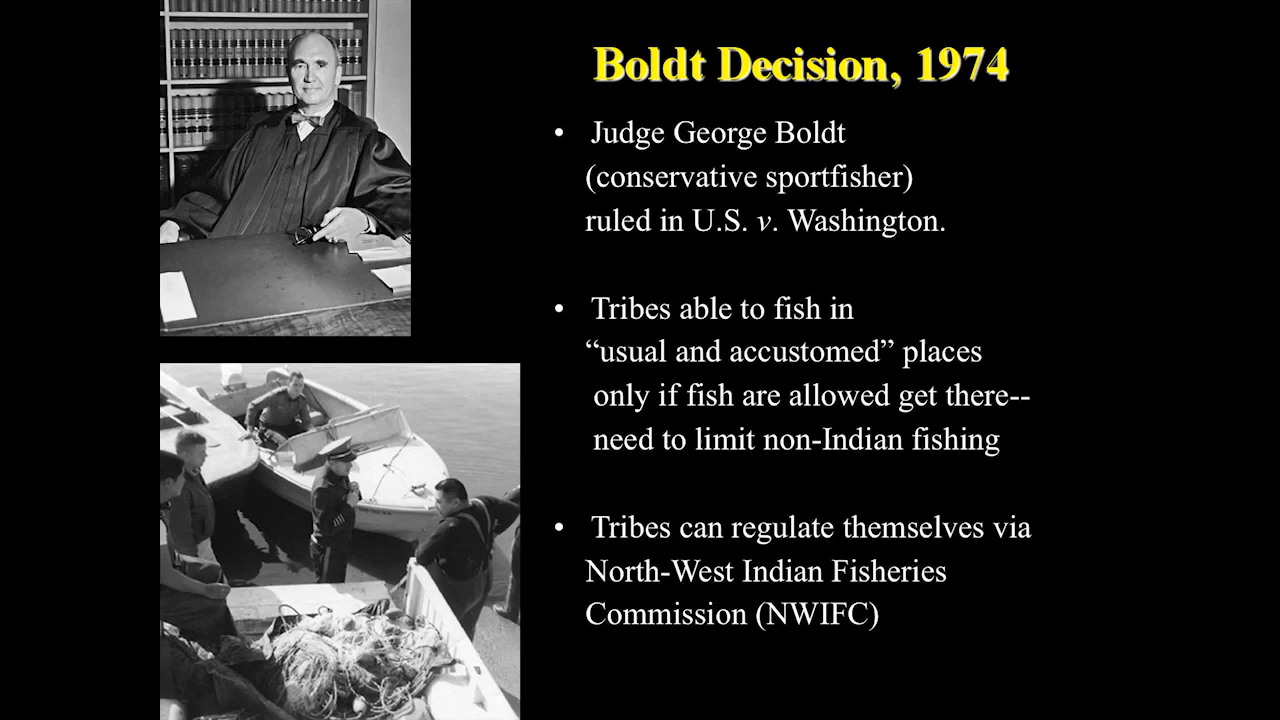 Boldt Decision, 1974
• Judge George Boldt
(conservative sportfisher)
ruled in U.S. v. Washington.
• Tribes able to fish in
“usual and accustomed” places
only if fish are allowed get there--
need to limit non-Indian fishing
• Tribes can regulate themselves via
North-West Indian Fisheries
Commission (NWIFC)